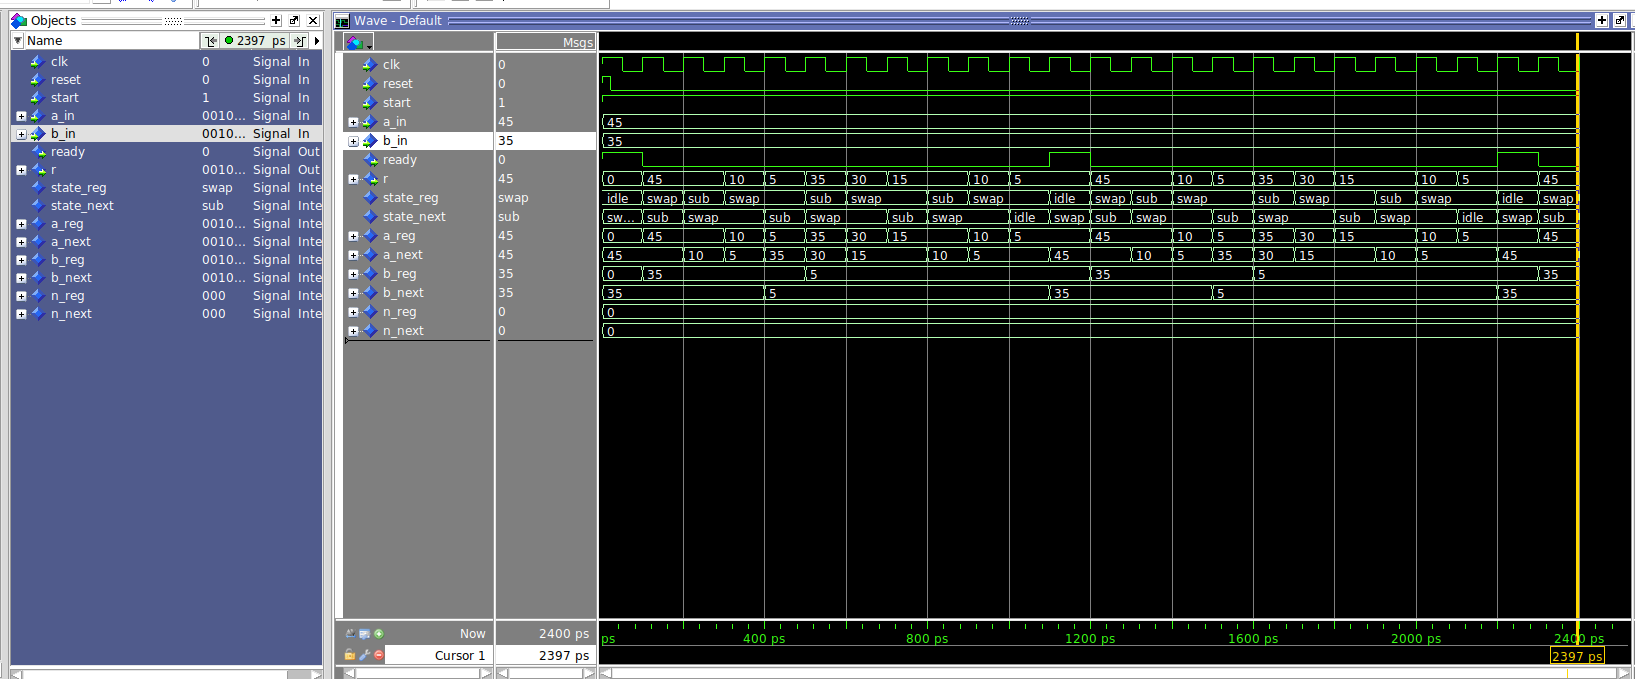 Objects
Name 2397 ps
clk 0 Signal In
reset 0 Signal In
start 1 Signal In
a_in 0010... Signal In
b_in 0010... Signal In
ready 0 Signal Out
r 0010... Signal Out
state_reg swap Signal Inte
state_next sub Signal Inte
a_reg 0010... Signal Inte
a_next 0010... Signal Inte
b_reg 0010... Signal Inte
b_next 0010... Signal Inte
n_reg 000 Signal Inte
n_next 000 Signal Inte
Wave - Default
Msgs
clk 0
reset 0
start 1
a_in 45 45
b_in 35 35
ready 0
r 45 0 45 10 5 35 30 15 10 5 45 10 5 35 30 15 10 5 45
state_reg swap idle swap sub swap sub swap sub swap idle swap sub swap sub swap sub swap idle swap
state_next sub sw... sub swap sub swap sub swap idle swap sub swap sub swap sub swap idle swap sub
a_reg 45 0 45 10 5 35 30 15 10 5 45 10 5 35 30 15 10 5 45
a_next 45 45 10 5 35 30 15 10 5 45 10 5 35 30 15 10 5 45
b_reg 35 0 35 5 35 5 35
b_next 35 35 5 35 5 35
n_reg 0 0
n_next 0 0
Now 2400 ps ps 400 ps 800 ps 1200 ps 1600 ps 2000 ps 2400 ps
Cursor 1 2397 ps 2397 ps